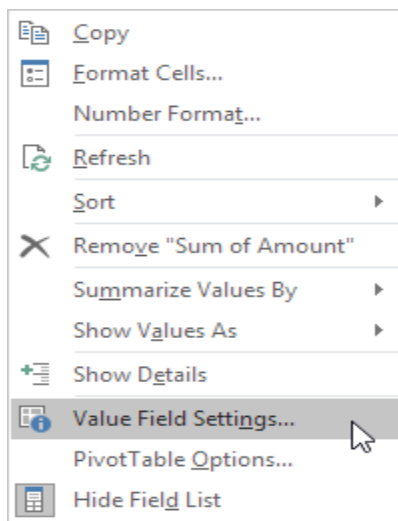 Copy
Format Cells...
Number Format...
Refresh
Sort
Remove "Sum of Amount"
Summarize Values By
Show Values As
Show Details
Value Field Settings...
PivotTable Options...
Hide Field List